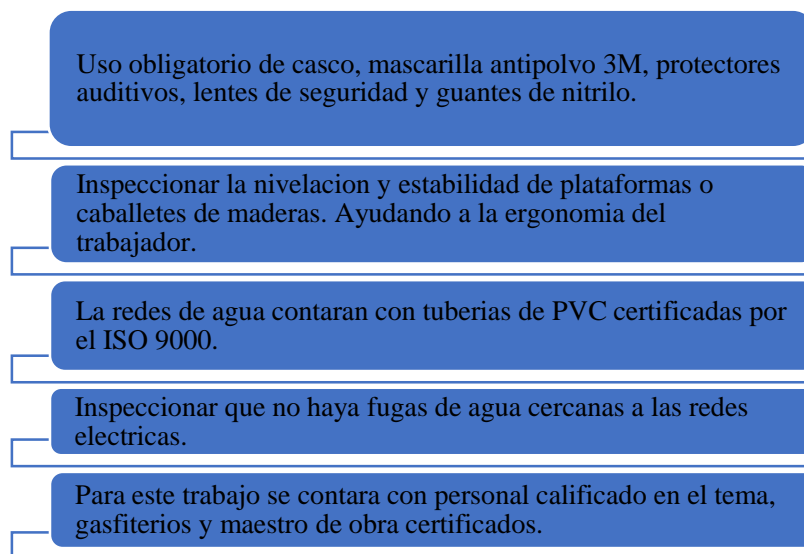 Uso obligatorio de casco, mascarilla antipolvo 3M, protectores
auditivos, lentes de seguridad y guantes de nitrilo.
Inspeccionar la nivelacion y estabilidad de plataformas o
caballetes de maderas. Ayudando a la ergonomia del
trabajador.
La redes de agua contaran con tuberias de PVC certificadas por
el ISO 9000.
Inspeccionar que no haya fugas de agua cercanas a las redes
electricas.
Para este trabajo se contara con personal calificado en el tema,
gasfiterios y maestro de obra certificados.